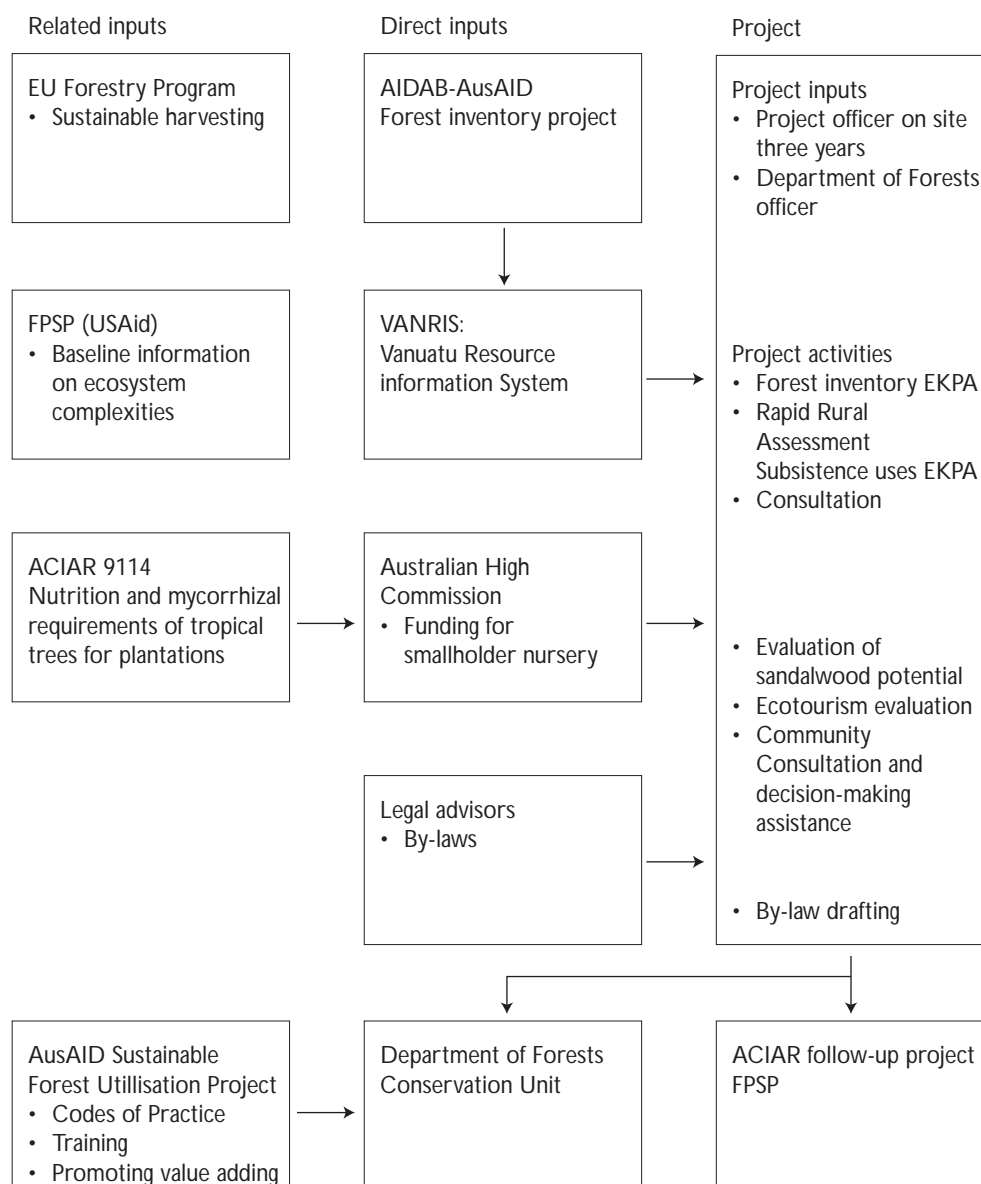 Related inputs
Direct inputs
Project
EU Forestry Program
• Sustainable harvesting
AIDAB-AusAID
Forest inventory project
Project inputs
• Project officer on site
three years
• Department of Forests
officer
FPSP (USAid)
• Baseline information
on ecosystem
complexities
VANRIS:
Vanuatu Resource
information System
Project activities
• Forest inventory EKPA
• Rapid Rural
Assessment
Subsistence uses EKPA
• Consultation
ACIAR 9114
Nutrition and mycorrhizal
requirements of tropical
trees for plantations
Australian High
Commission
• Funding for
smallholder nursery
• Evaluation of
sandalwood potential
• Ecotourism evaluation
• Community
Consultation and
decision-making
assistance
Legal advisors
• By-laws
• By-law drafting
AusAID Sustainable
Forest Utillisation Project
• Codes of Practice
• Training
• Promoting value adding
Department of Forests
Conservation Unit
ACIAR follow-up project
FPSP